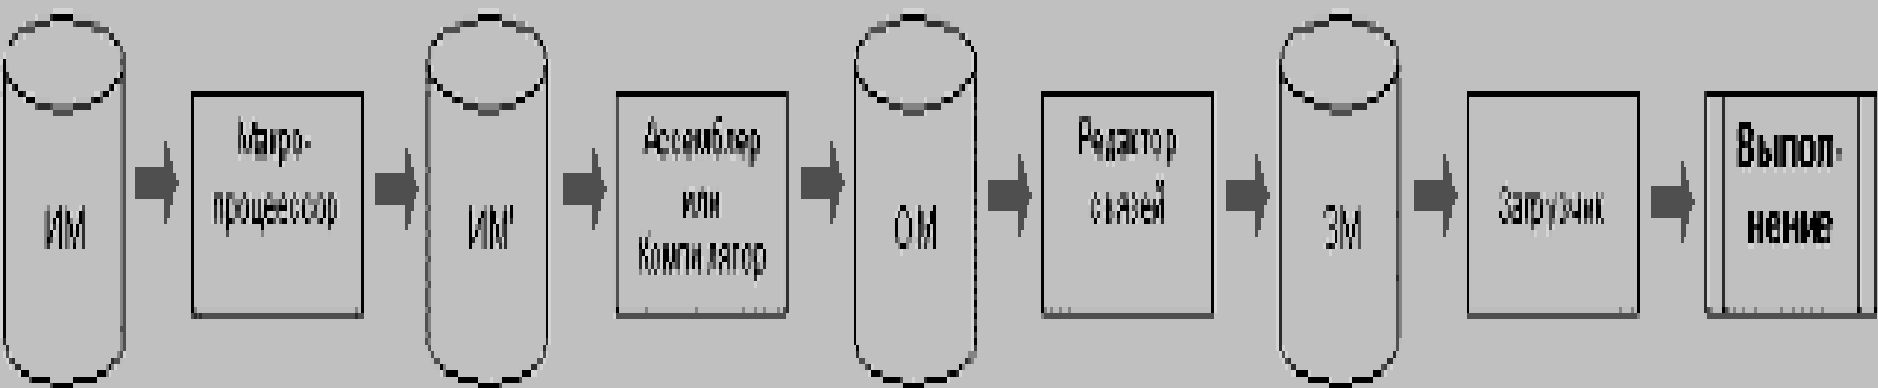 ИМ
Макро-
процессор
ИМ'
Ассемблер
или
Компилятор
ОМ
Редактор
связей
ЗМ
Загрузчик
Выпол-
нение